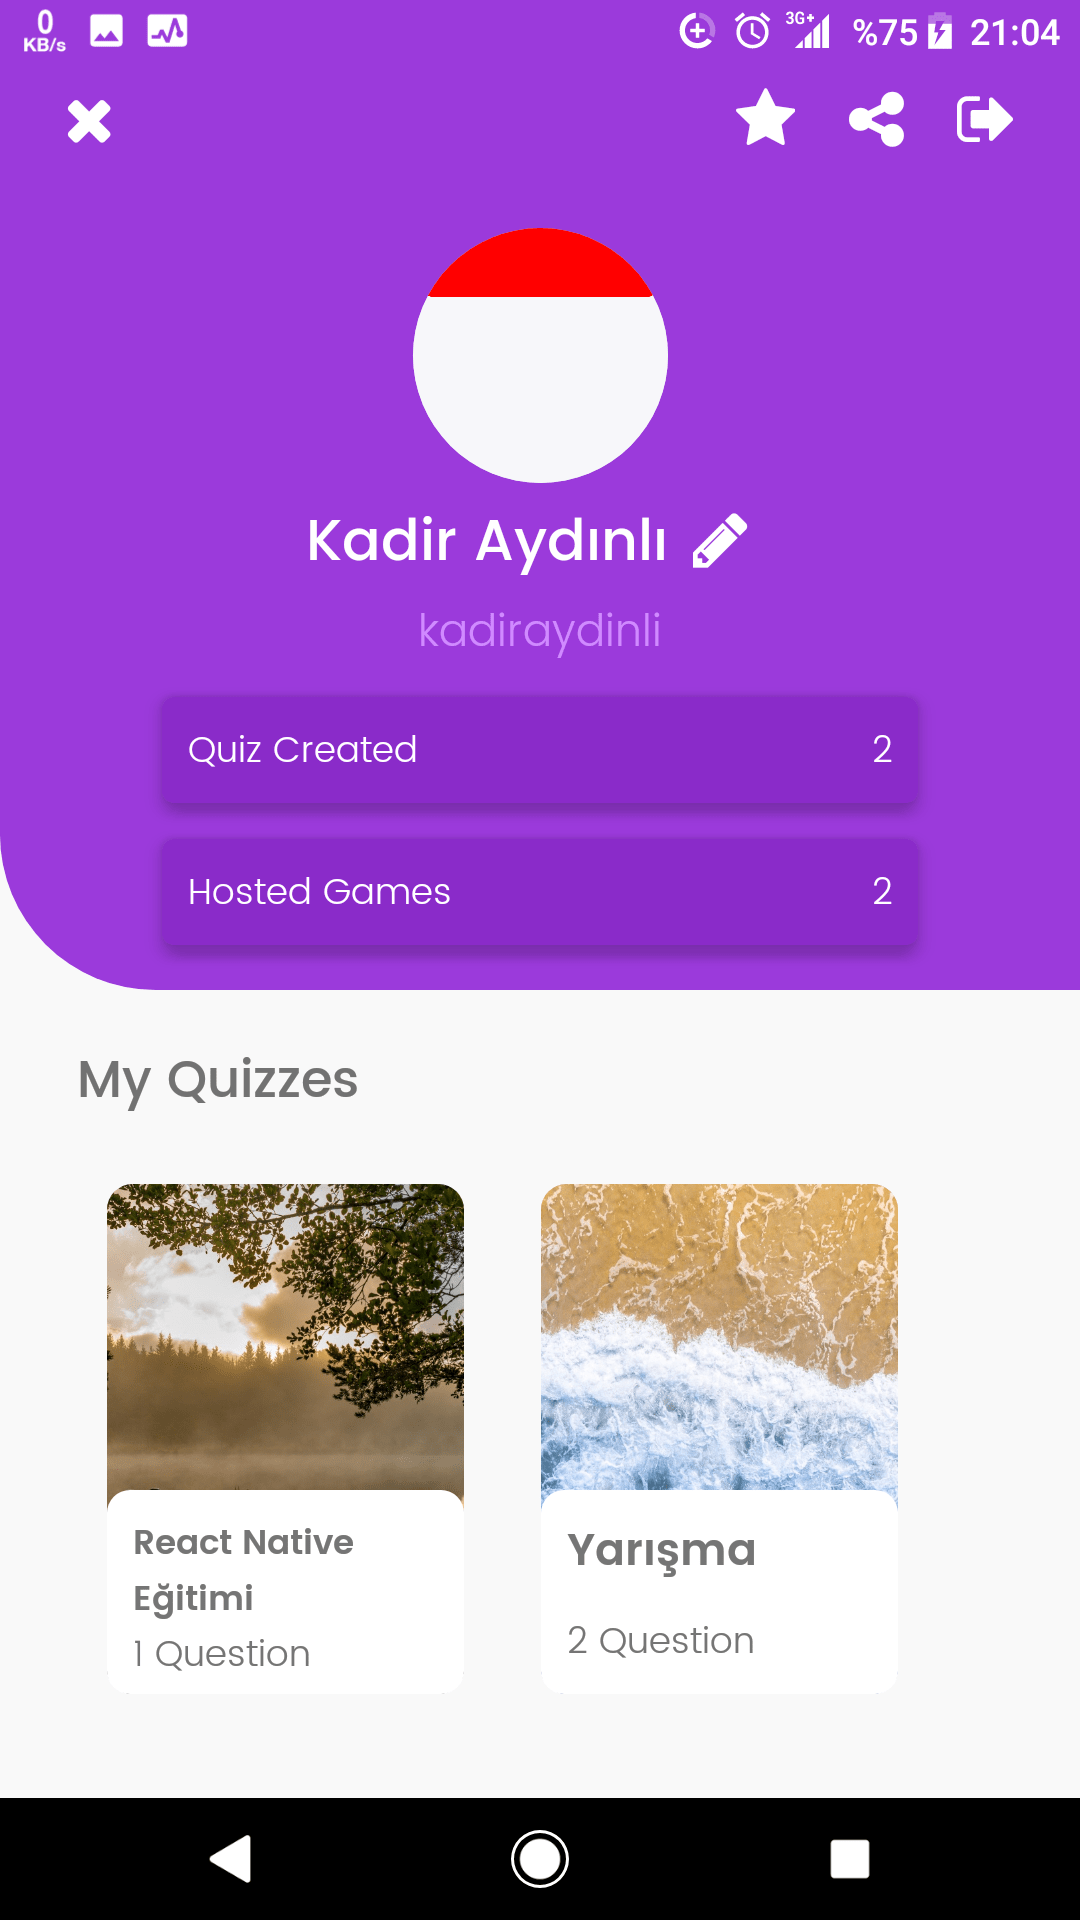 0
KB/s
3G+
%75
21:04
Kadir Aydınlı
kadiraydinli
Quiz Created 2
Hosted Games 2
My Quizzes
React Native
Eğitimi
1 Question
Yarışma
2 Question